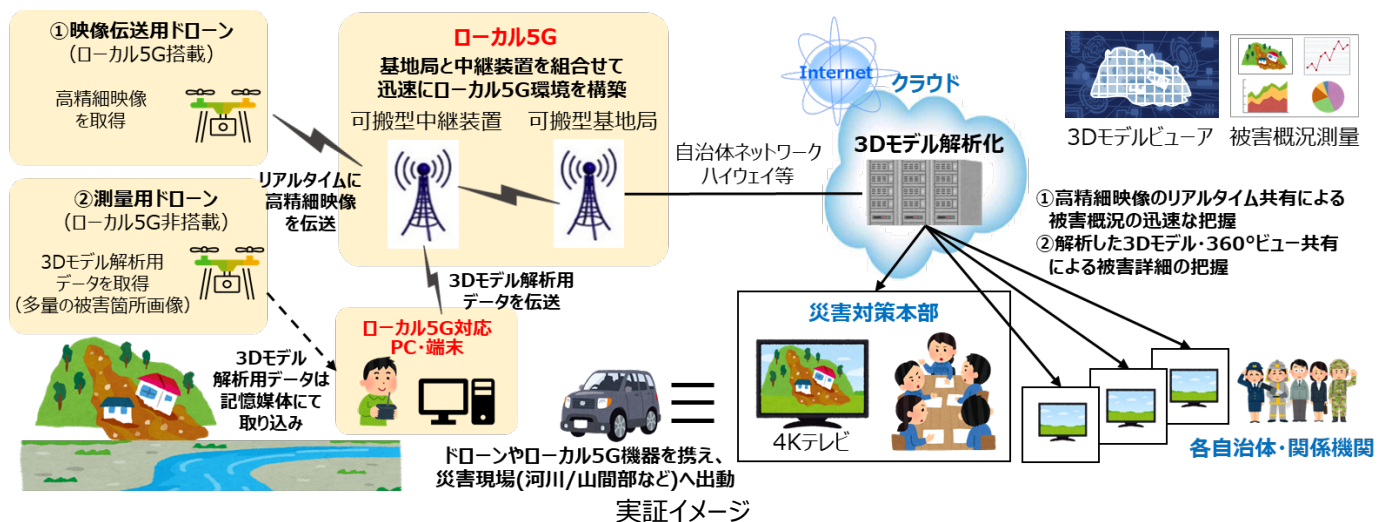 ①映像伝送用ドローン
(ローカル5G搭載)
高精細映像
を取得
②測量用ドローン
(ローカル5G非搭載)
3Dモデル解析用
データを取得
(多量の被害箇所画像)
リアルタイムに
高精細映像
を伝送
ローカル5G
基地局と中継装置を組合せて
迅速にローカル5G環境を構築
可搬型中継装置
可搬型基地局
3Dモデル解析用
データを伝送
ローカル5G対応
PC・端末
3Dモデル
解析用データは
記憶媒体にて
取り込み
ドローンやローカル5G機器を携え、
災害現場(河川/山間部など)へ出動
自治体ネットワーク
ハイウェイ等
Internet
クラウド
3Dモデル解析化
3Dモデルビューア
被害概況測量
①高精細映像のリアルタイム共有による
被害概況の迅速な把握
②解析した3Dモデル・360°ビュー共有
による被害詳細の把握
災害対策本部
4Kテレビ
各自治体・関係機関
実証イメージ